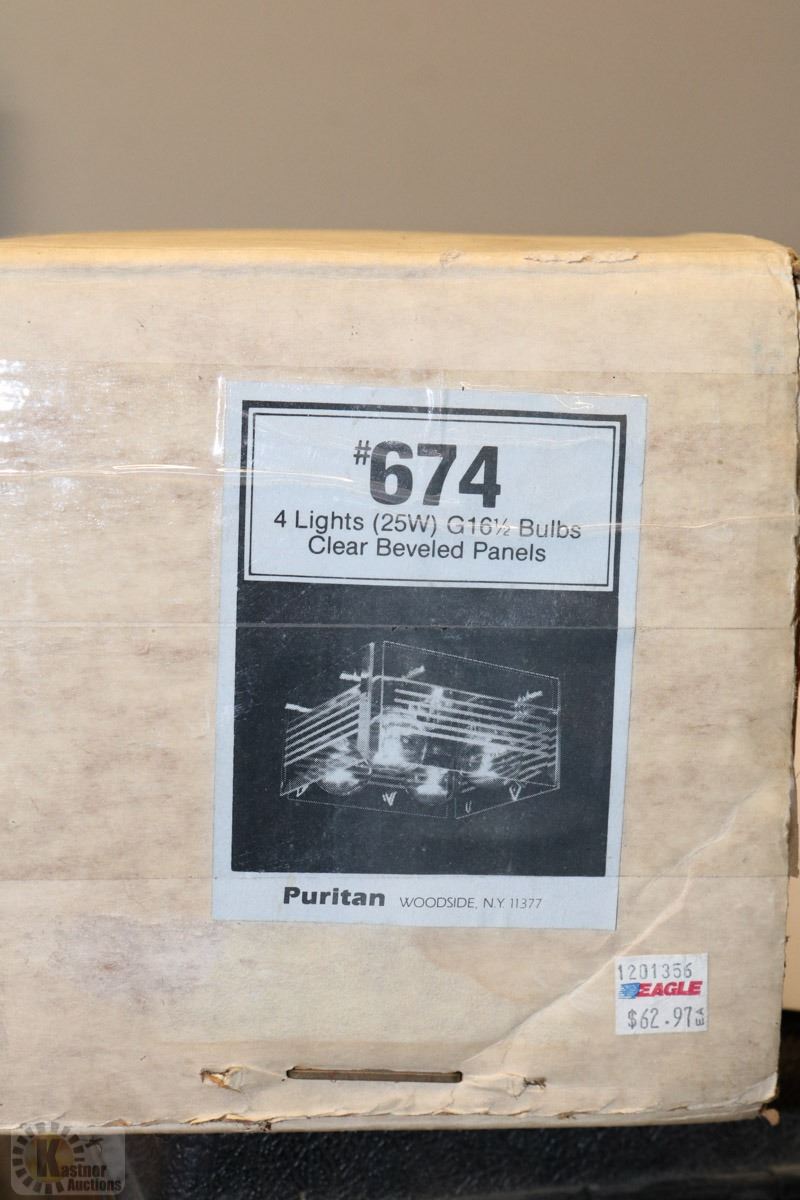 #674
4 Lights (25W) G16½ Bulbs
Clear Beveled Panels
Puritan WOODSIDE, N.Y. 11377
1201356
EAGLE
$62.97 EA
Kastner
Auctions